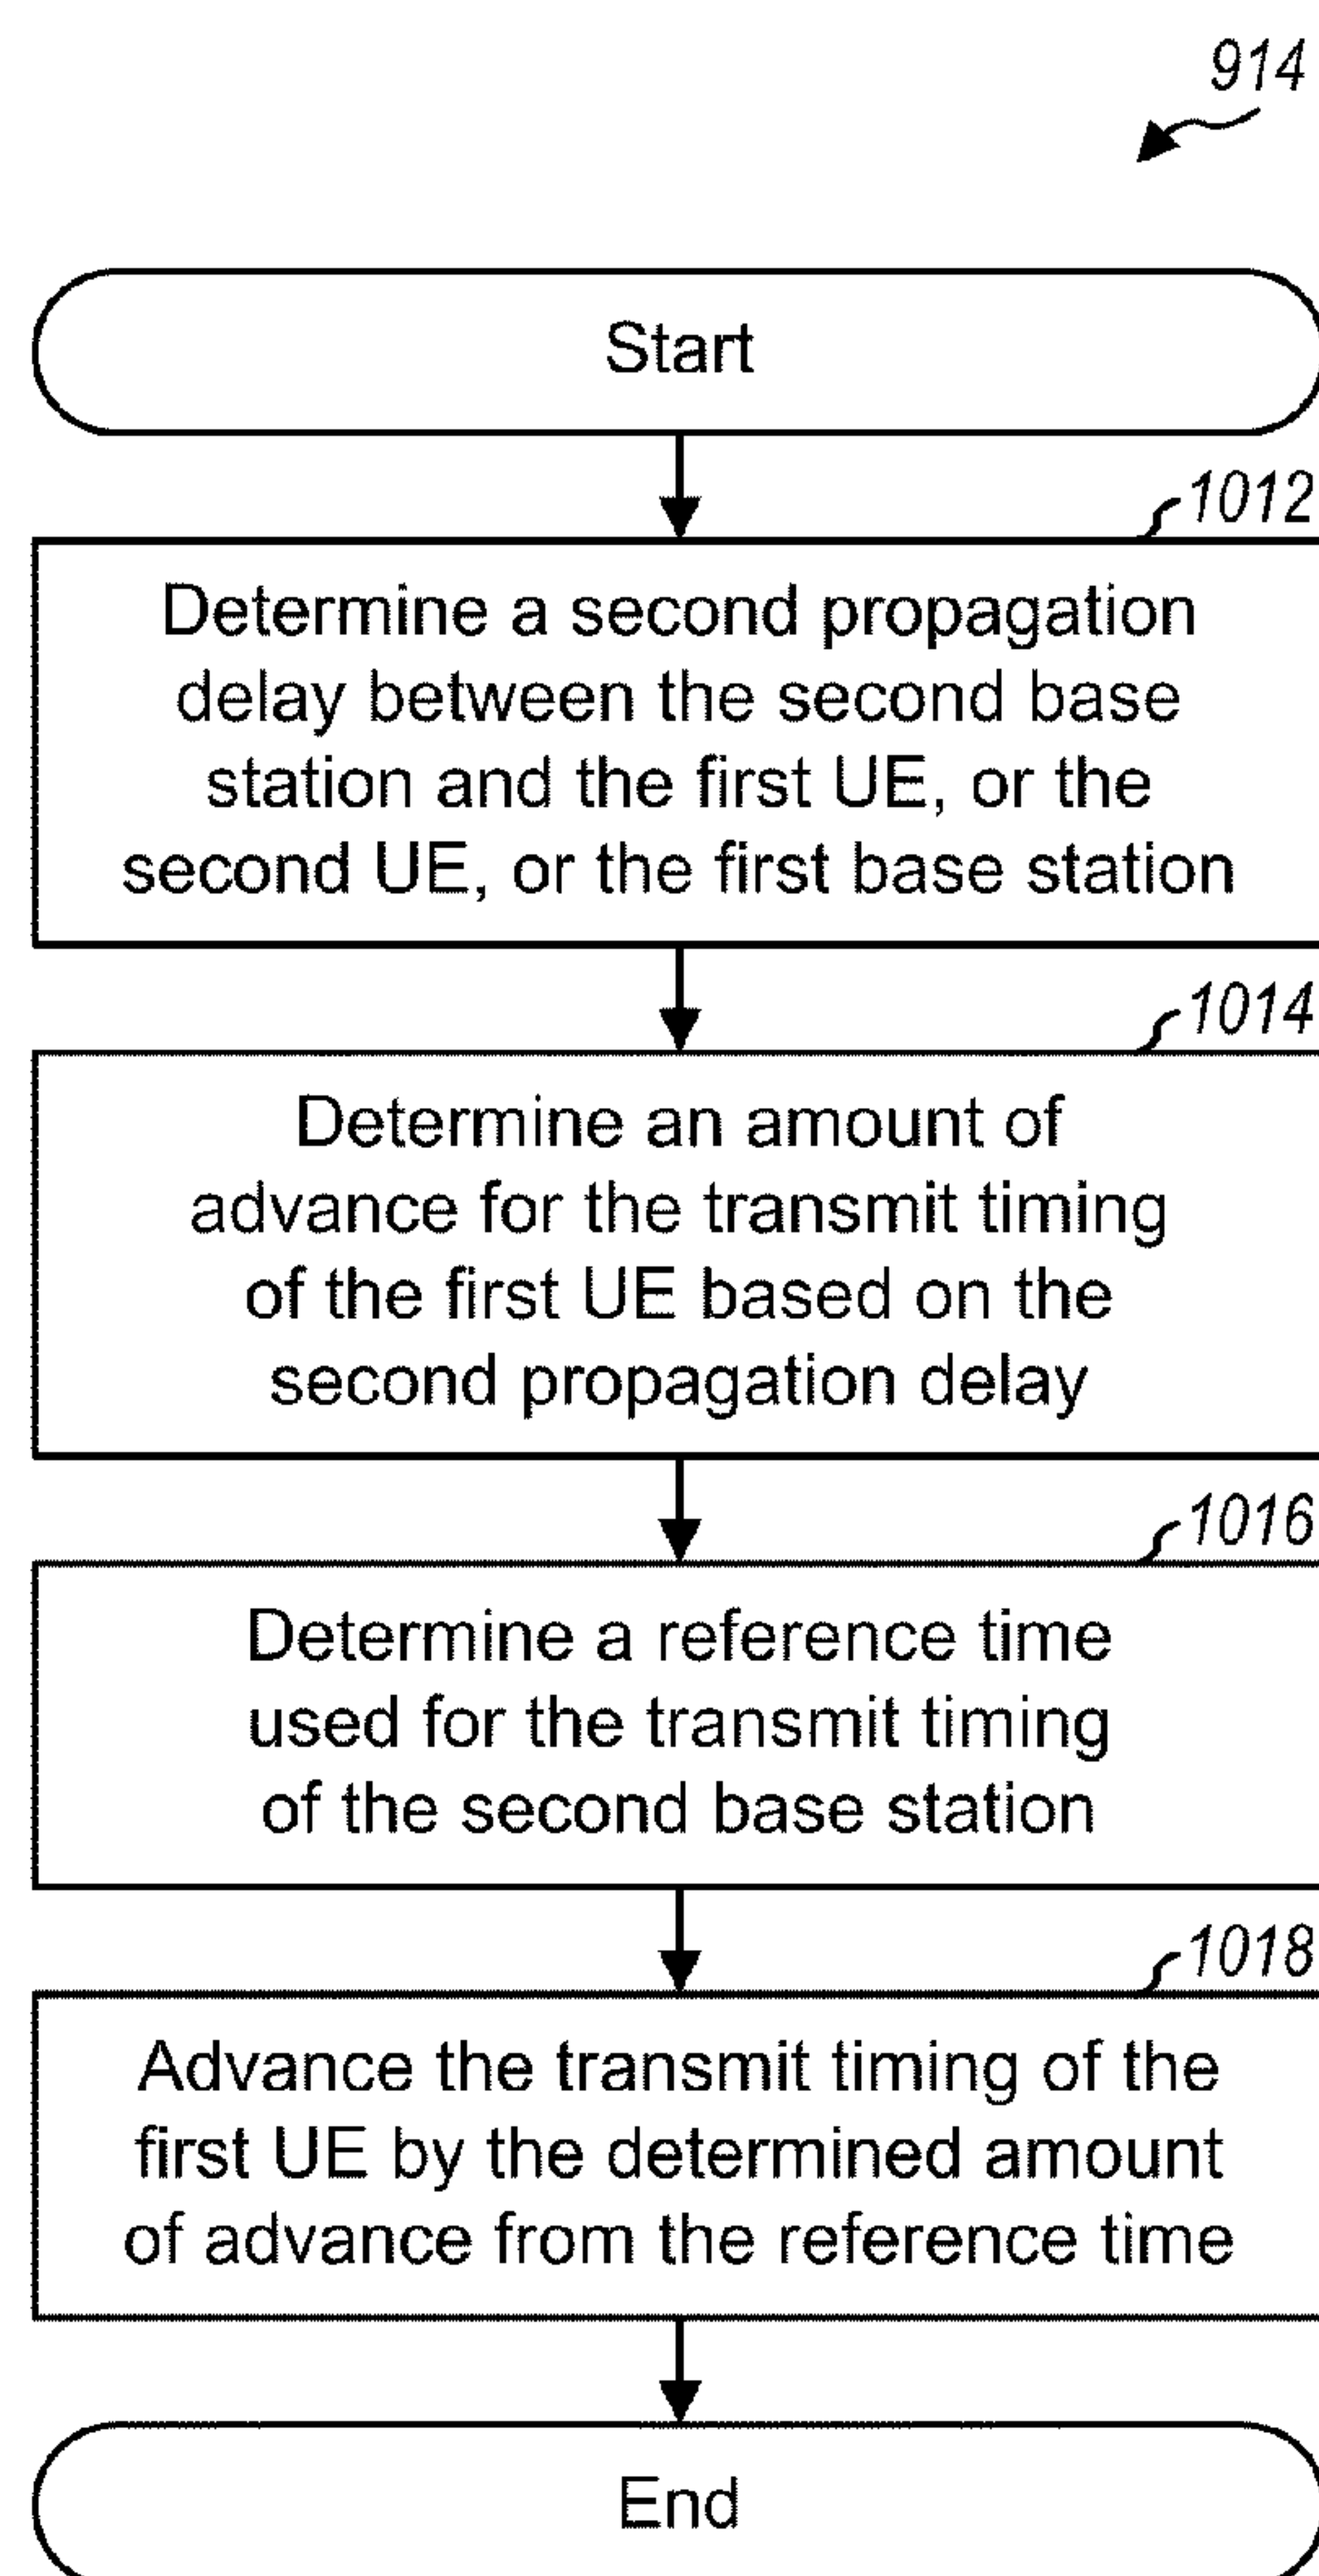 914
Start
1012
Determine a second propagation
delay between the second base
station and the first UE, or the
second UE, or the first base station
1014
Determine an amount of
advance for the transmit timing
of the first UE based on the
second propagation delay
1016
Determine a reference time
used for the transmit timing
of the second base station
1018
Advance the transmit timing of the
first UE by the determined amount
of advance from the reference time
End